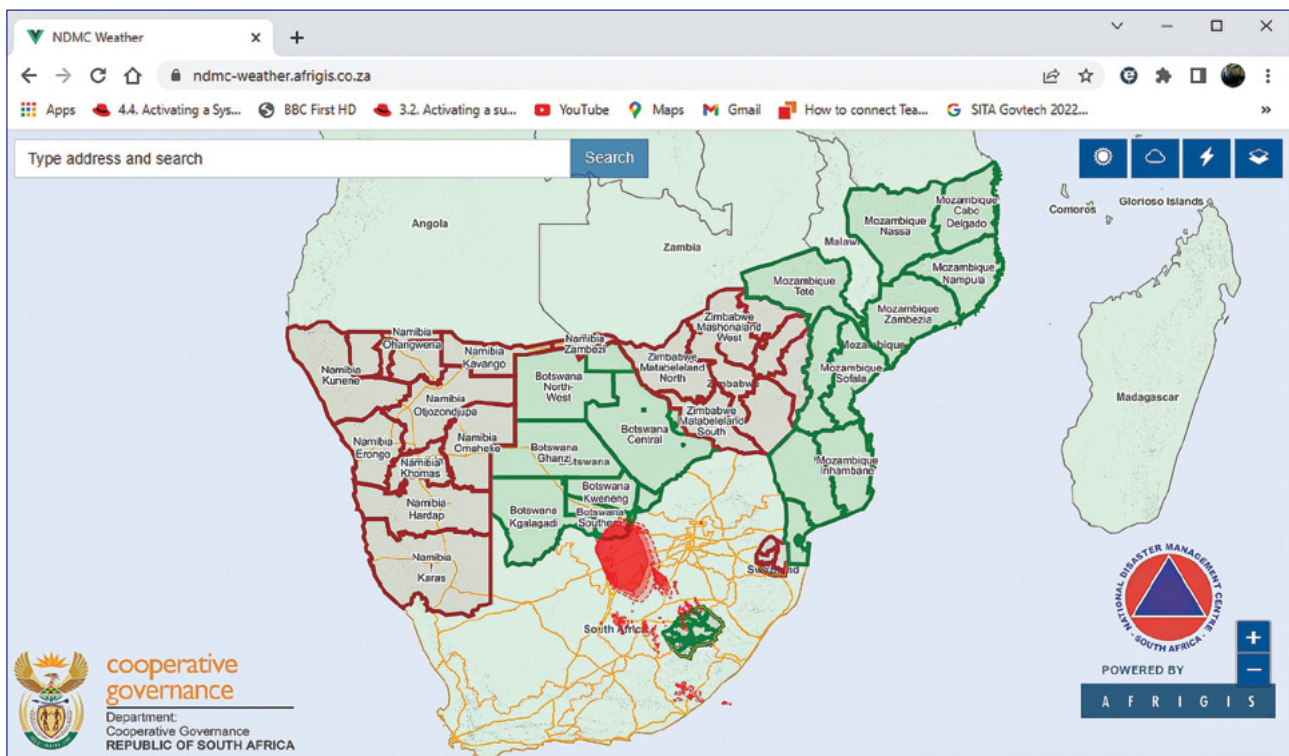 NDMC Weather
ndmc-weather.afrigis.co.za
Apps
4.4. Activating a Sys...
BBC First HD
3.2. Activating a su...
YouTube
Maps
Gmail
How to connect Tea...
SITA Govtech 2022...
»
Type address and search
Search
Angola
Zambia
Malawi
Mozambique
Nassa
Mozambique
Cabo
Delgado
Comoros
Glorioso Islands
Mozambique
Nampula
Mozambique
Tete
Mozambique
Zambezia
Mozambique
Mozambique
Sofala
Madagascar
Zimbabwe
Mashonaland
West
Zimbabwe
Matabeleland
North
Zimbabwe
Zimbabwe
Matabeleland
South
Namibia
Ohangwena
Namibia
Kavango
Namibia
Zambezi
Namibia
Kunene
Namibia
Otjozondjupa
Namibia
Erongo
Namibia
Khomas
Namibia
Omaheke
Namibia
Hardap
Namibia
!
Karas
Botswana
North-
West
Botswana
Central
Botswana
Ghanzi
Botswana
Botswana
Kweneng
Botswana
Southern
Botswana
Kgalagadi
Mozambique
Inhambane
Swaziland
South Africa
NATIONAL DISASTER MANAGEMENT CENTRE
- SOUTH AFRICA -
+
−
POWERED BY
AFRIGIS
cooperative
governance
Department:
Cooperative Governance
REPUBLIC OF SOUTH AFRICA